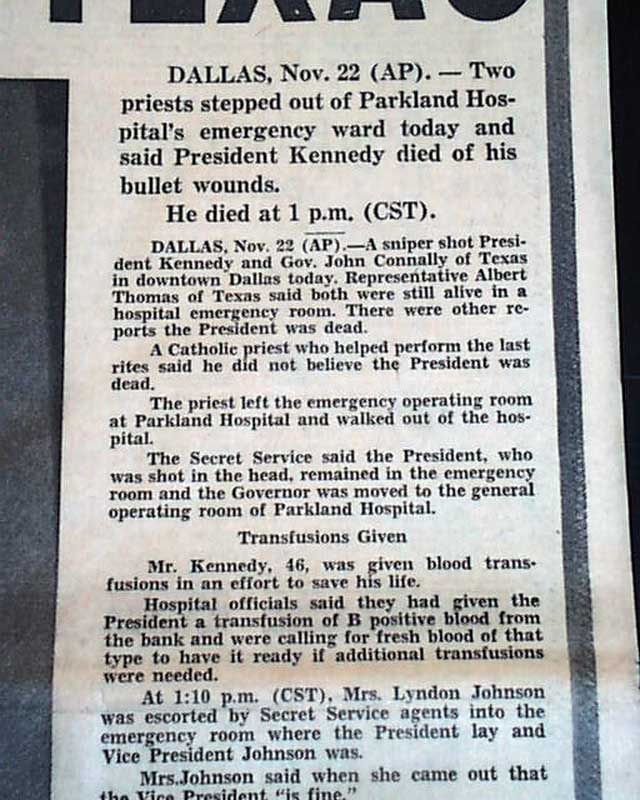 TEXAS
DALLAS, Nov. 22 (AP). — Two
priests stepped out of Parkland Hos-
pital's emergency ward today and
said President Kennedy died of his
bullet wounds.
He died at 1 p.m. (CST).
DALLAS, Nov. 22 (AP).—A sniper shot Presi-
dent Kennedy and Gov. John Connally of Texas
in downtown Dallas today. Representative Albert
Thomas of Texas said both were still alive in a
hospital emergency room. There were other re-
ports the President was dead.
A Catholic priest who helped perform the last
rites said he did not believe the President was
dead.
The priest left the emergency operating room
at Parkland Hospital and walked out of the hos-
pital.
The Secret Service said the President, who
was shot in the head, remained in the emergency
room and the Governor was moved to the general
operating room of Parkland Hospital.
Transfusions Given
Mr. Kennedy, 46, was given blood trans-
fusions in an effort to save his life.
Hospital officials said they had given the
President a transfusion of B positive blood from
the bank and were calling for fresh blood of that
type to have it ready if additional transfusions
were needed.
At 1:10 p.m. (CST), Mrs. Lyndon Johnson
was escorted by Secret Service agents into the
emergency room where the President lay and
Vice President Johnson was.
Mrs.Johnson said when she came out that
the Vice President "is fine."